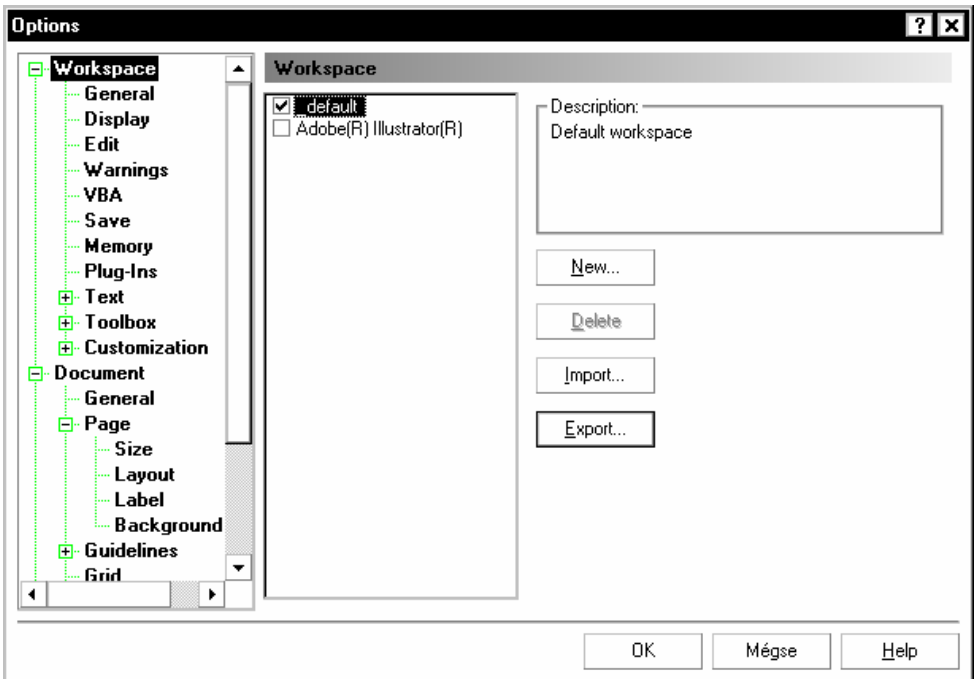 Options
Workspace
General
Display
Edit
Warnings
VBA
Save
Memory
Plug-Ins
Text
Toolbox
Customization
Document
General
Page
Size
Layout
Label
Background
Guidelines
Grid
Workspace
_default
Adobe(R) Illustrator(R)
Description:
Default workspace
New...
Delete
Import...
Export...
OK
Mégse
Help